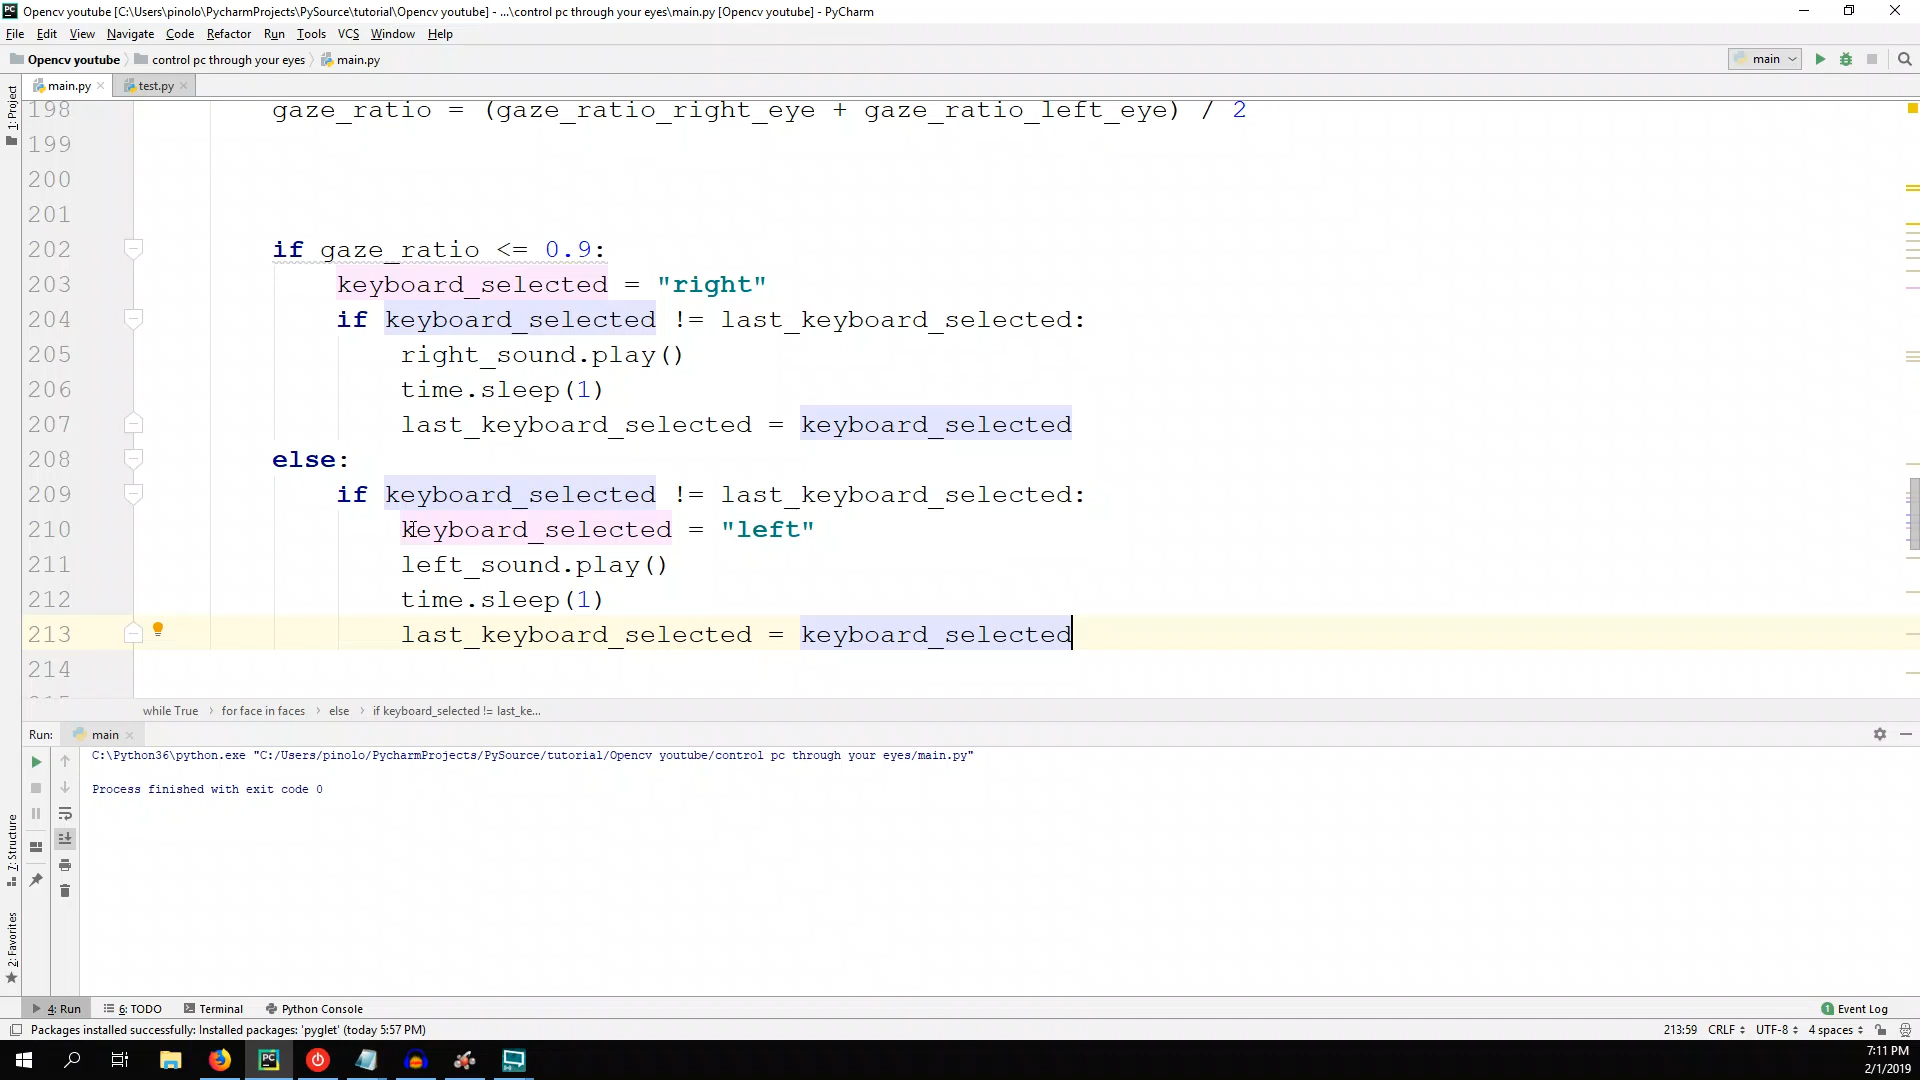 Opencv youtube [C:\Users\pinolo\PycharmProjects\PySource\tutorial\Opencv youtube] - ...\control pc through your eyes\main.py [Opencv youtube] - PyCharm
File Edit View Navigate Code Refactor Run Tools VCS Window Help
Opencv youtube control pc through your eyes main.py main
main.py test.py
1: Project
198 gaze_ratio = (gaze_ratio_right_eye + gaze_ratio_left_eye) / 2
199
200
201
202 if gaze_ratio <= 0.9:
203 keyboard_selected = "right"
204 if keyboard_selected != last_keyboard_selected:
205 right_sound.play()
206 time.sleep(1)
207 last_keyboard_selected = keyboard_selected
208 else:
209 if keyboard_selected != last_keyboard_selected:
210 keyboard_selected = "left"
211 left_sound.play()
212 time.sleep(1)
213 last_keyboard_selected = keyboard_selected
214
while True for face in faces else if keyboard_selected != last_ke...
Run: main
C:\Python36\python.exe "C:/Users/pinolo/PycharmProjects/PySource/tutorial/Opencv youtube/control pc through your eyes/main.py"
Process finished with exit code 0
7: Structure
2: Favorites
4: Run 6: TODO Terminal Python Console 1 Event Log
Packages installed successfully: Installed packages: 'pyglet' (today 5:57 PM) 213:59 CRLF UTF-8 4 spaces
7:11 PM
2/1/2019